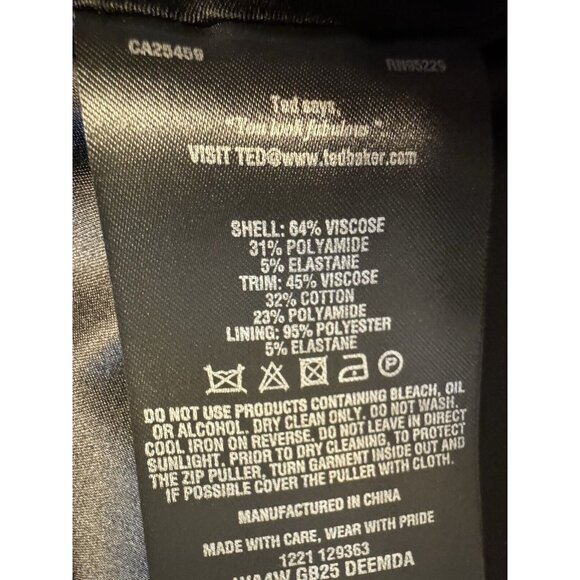 CA25459 RN95229
Ted says,
"You look fabulous"...
VISIT TED@www.tedbaker.com
SHELL: 64% VISCOSE
31% POLYAMIDE
5% ELASTANE
TRIM: 45% VISCOSE
32% COTTON
23% POLYAMIDE
LINING: 95% POLYESTER
5% ELASTANE
P
DO NOT USE PRODUCTS CONTAINING BLEACH, OIL
OR ALCOHOL. DRY CLEAN ONLY. DO NOT WASH.
COOL IRON ON REVERSE. DO NOT LEAVE IN DIRECT
SUNLIGHT. PRIOR TO DRY CLEANING, TO PROTECT
THE ZIP PULLER, TURN GARMENT INSIDE OUT AND
IF POSSIBLE COVER THE PULLER WITH CLOTH.
MANUFACTURED IN CHINA
MADE WITH CARE, WEAR WITH PRIDE
1221 129363
GB25 DEEMDA